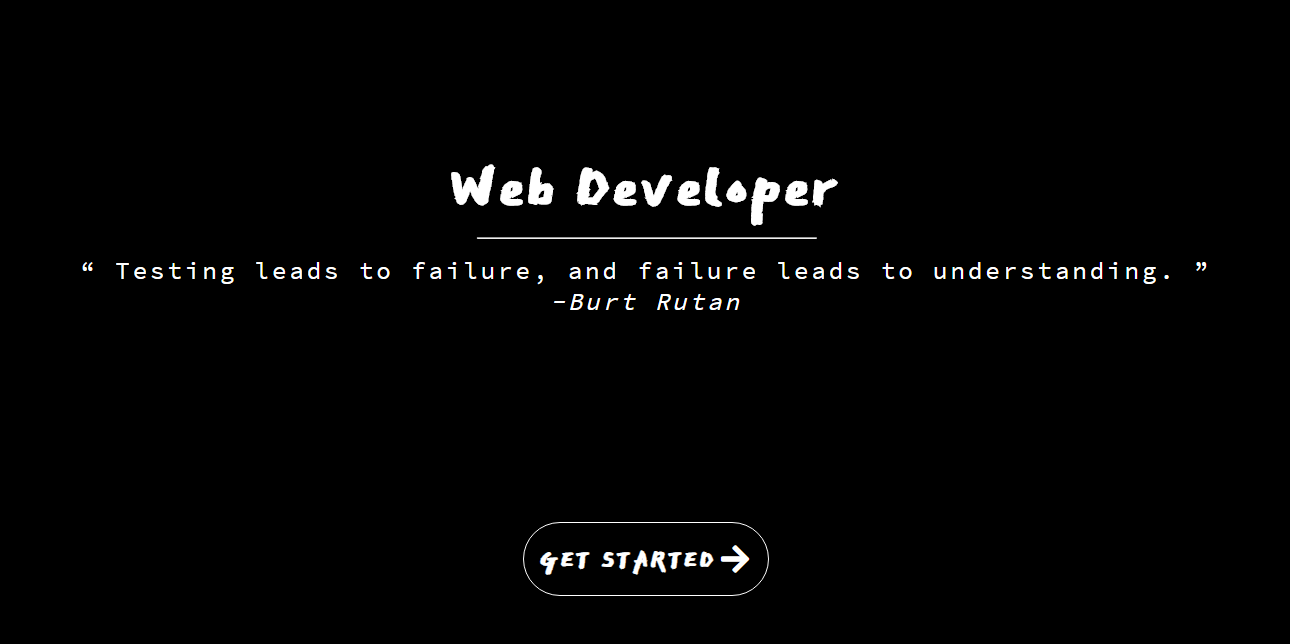 Web Developer
“ Testing leads to failure, and failure leads to understanding. ”
-Burt Rutan
GET STARTED